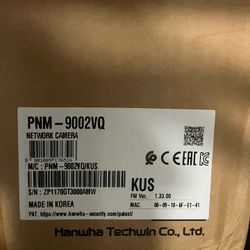 PNM-9002VQ
NETWORK CAMERA
M/C : PNM-9002VQ/KUS
KUS
S/N : ZP1170GT3000AMW
FW Ver : 1.33.00
MADE IN KOREA
PAT. https://www.hanwha-security.com/patent/
Hanwha Techwin Co., Ltd.